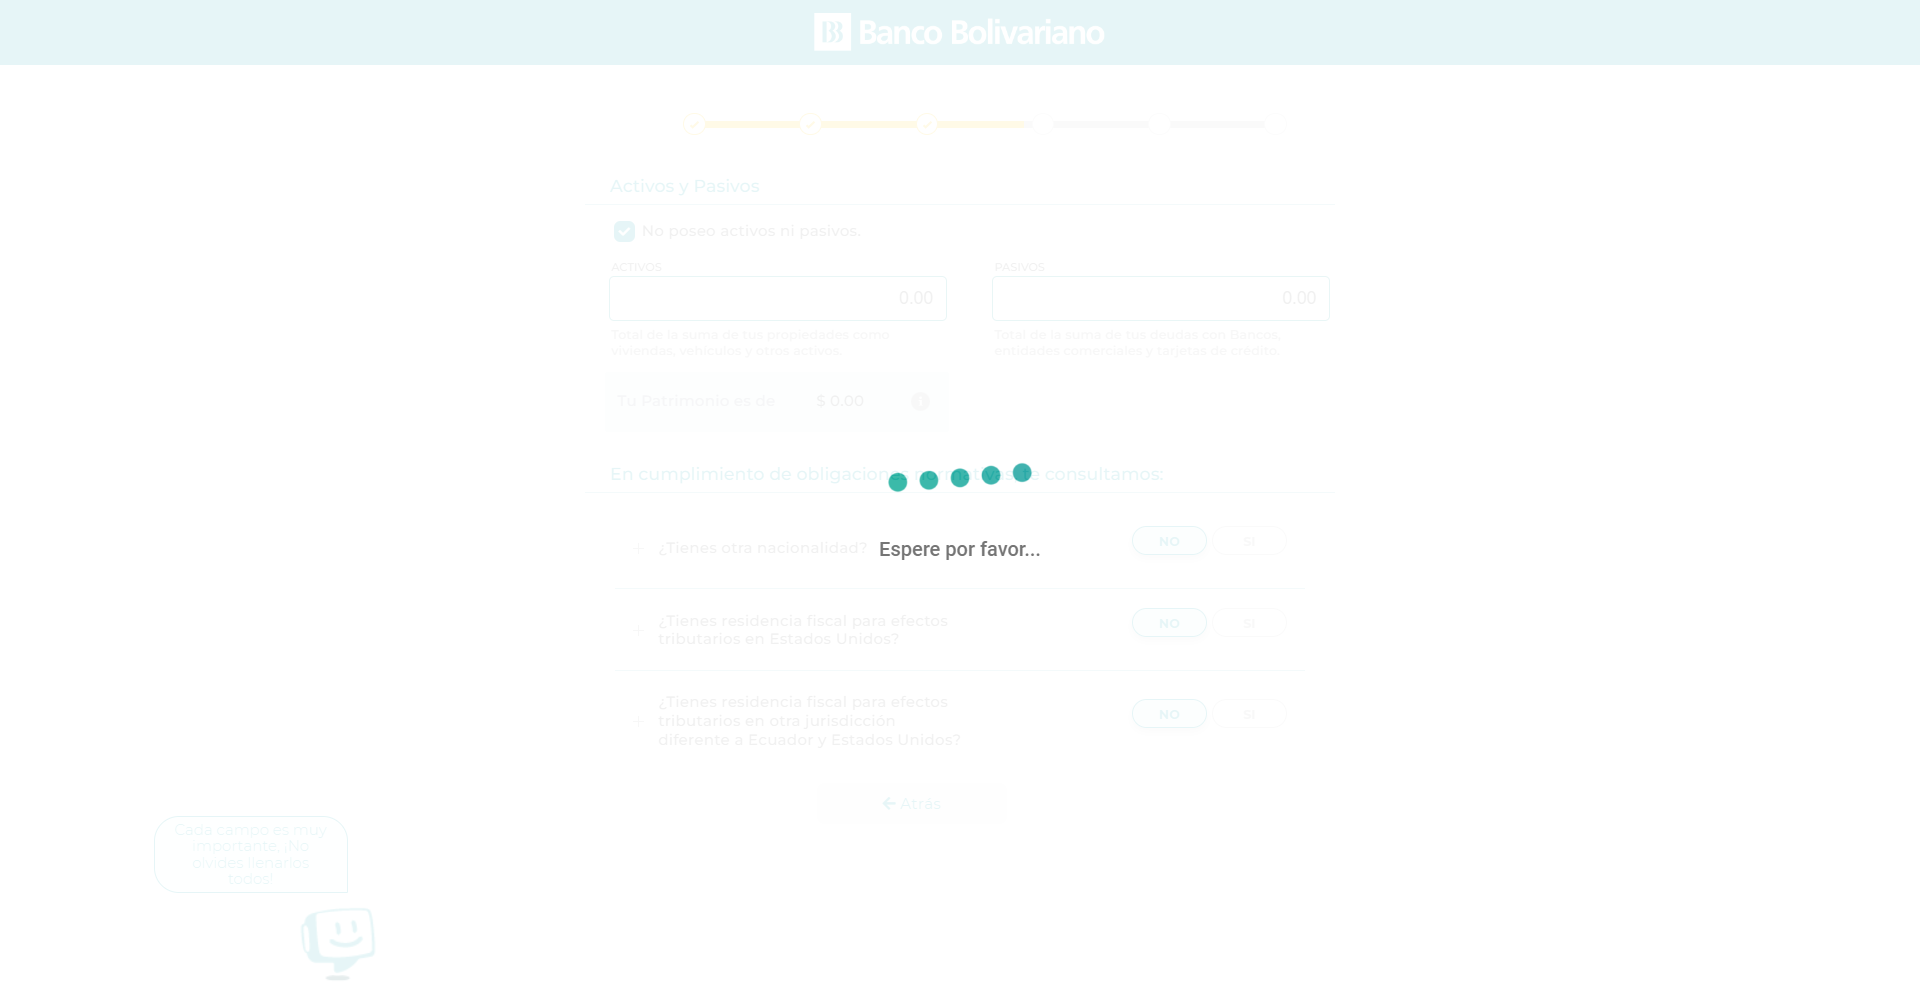 Banco Bolivariano
Activos y Pasivos
No poseo activos ni pasivos.
ACTIVOS
PASIVOS
0.00
0.00
Total de la suma de tus propiedades como
viviendas, vehículos y otros activos.
Total de la suma de tus deudas con Bancos,
entidades comerciales y tarjetas de crédito.
Tu Patrimonio es de
$ 0.00
En cumplimiento de obligaciones normativas te consultamos:
¿Tienes otra nacionalidad?
NO
SI
Espere por favor...
¿Tienes residencia fiscal para efectos
tributarios en Estados Unidos?
NO
SI
¿Tienes residencia fiscal para efectos
tributarios en otra jurisdicción
diferente a Ecuador y Estados Unidos?
NO
SI
Atrás
Cada campo es muy
importante. ¡No
olvides llenarlos
todos!